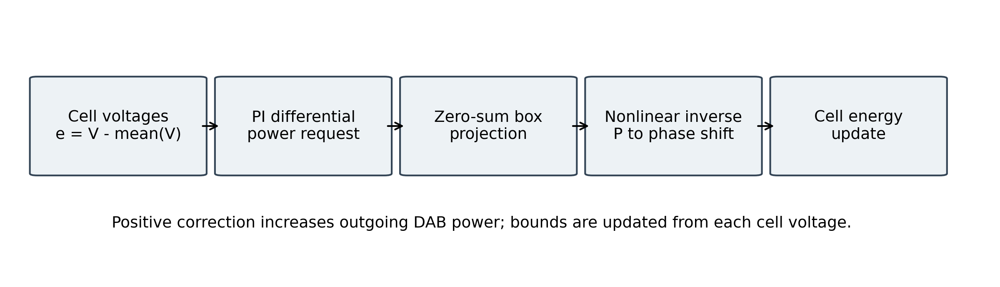 Cell voltages
e = V - mean(V)
PI differential
power request
Zero-sum box
projection
Nonlinear inverse
P to phase shift
Cell energy
update
Positive correction increases outgoing DAB power; bounds are updated from each cell voltage.